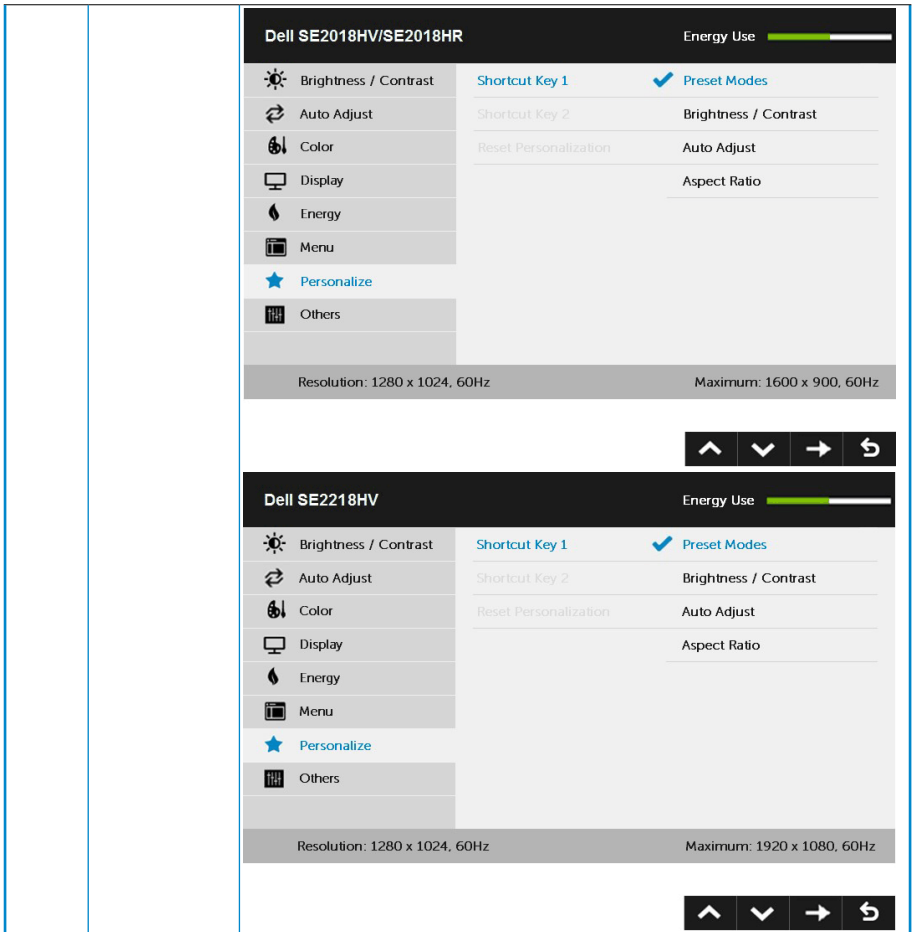 Dell SE2018HV/SE2018HR
Energy Use
Brightness / Contrast
Shortcut Key 1
Preset Modes
Auto Adjust
Shortcut Key 2
Brightness / Contrast
Color
Reset Personalization
Auto Adjust
Display
Aspect Ratio
Energy
Menu
Personalize
Others
Resolution: 1280 x 1024, 60Hz
Maximum: 1600 x 900, 60Hz
Dell SE2218HV
Energy Use
Brightness / Contrast
Shortcut Key 1
Preset Modes
Auto Adjust
Shortcut Key 2
Brightness / Contrast
Color
Reset Personalization
Auto Adjust
Display
Aspect Ratio
Energy
Menu
Personalize
Others
Resolution: 1280 x 1024, 60Hz
Maximum: 1920 x 1080, 60Hz